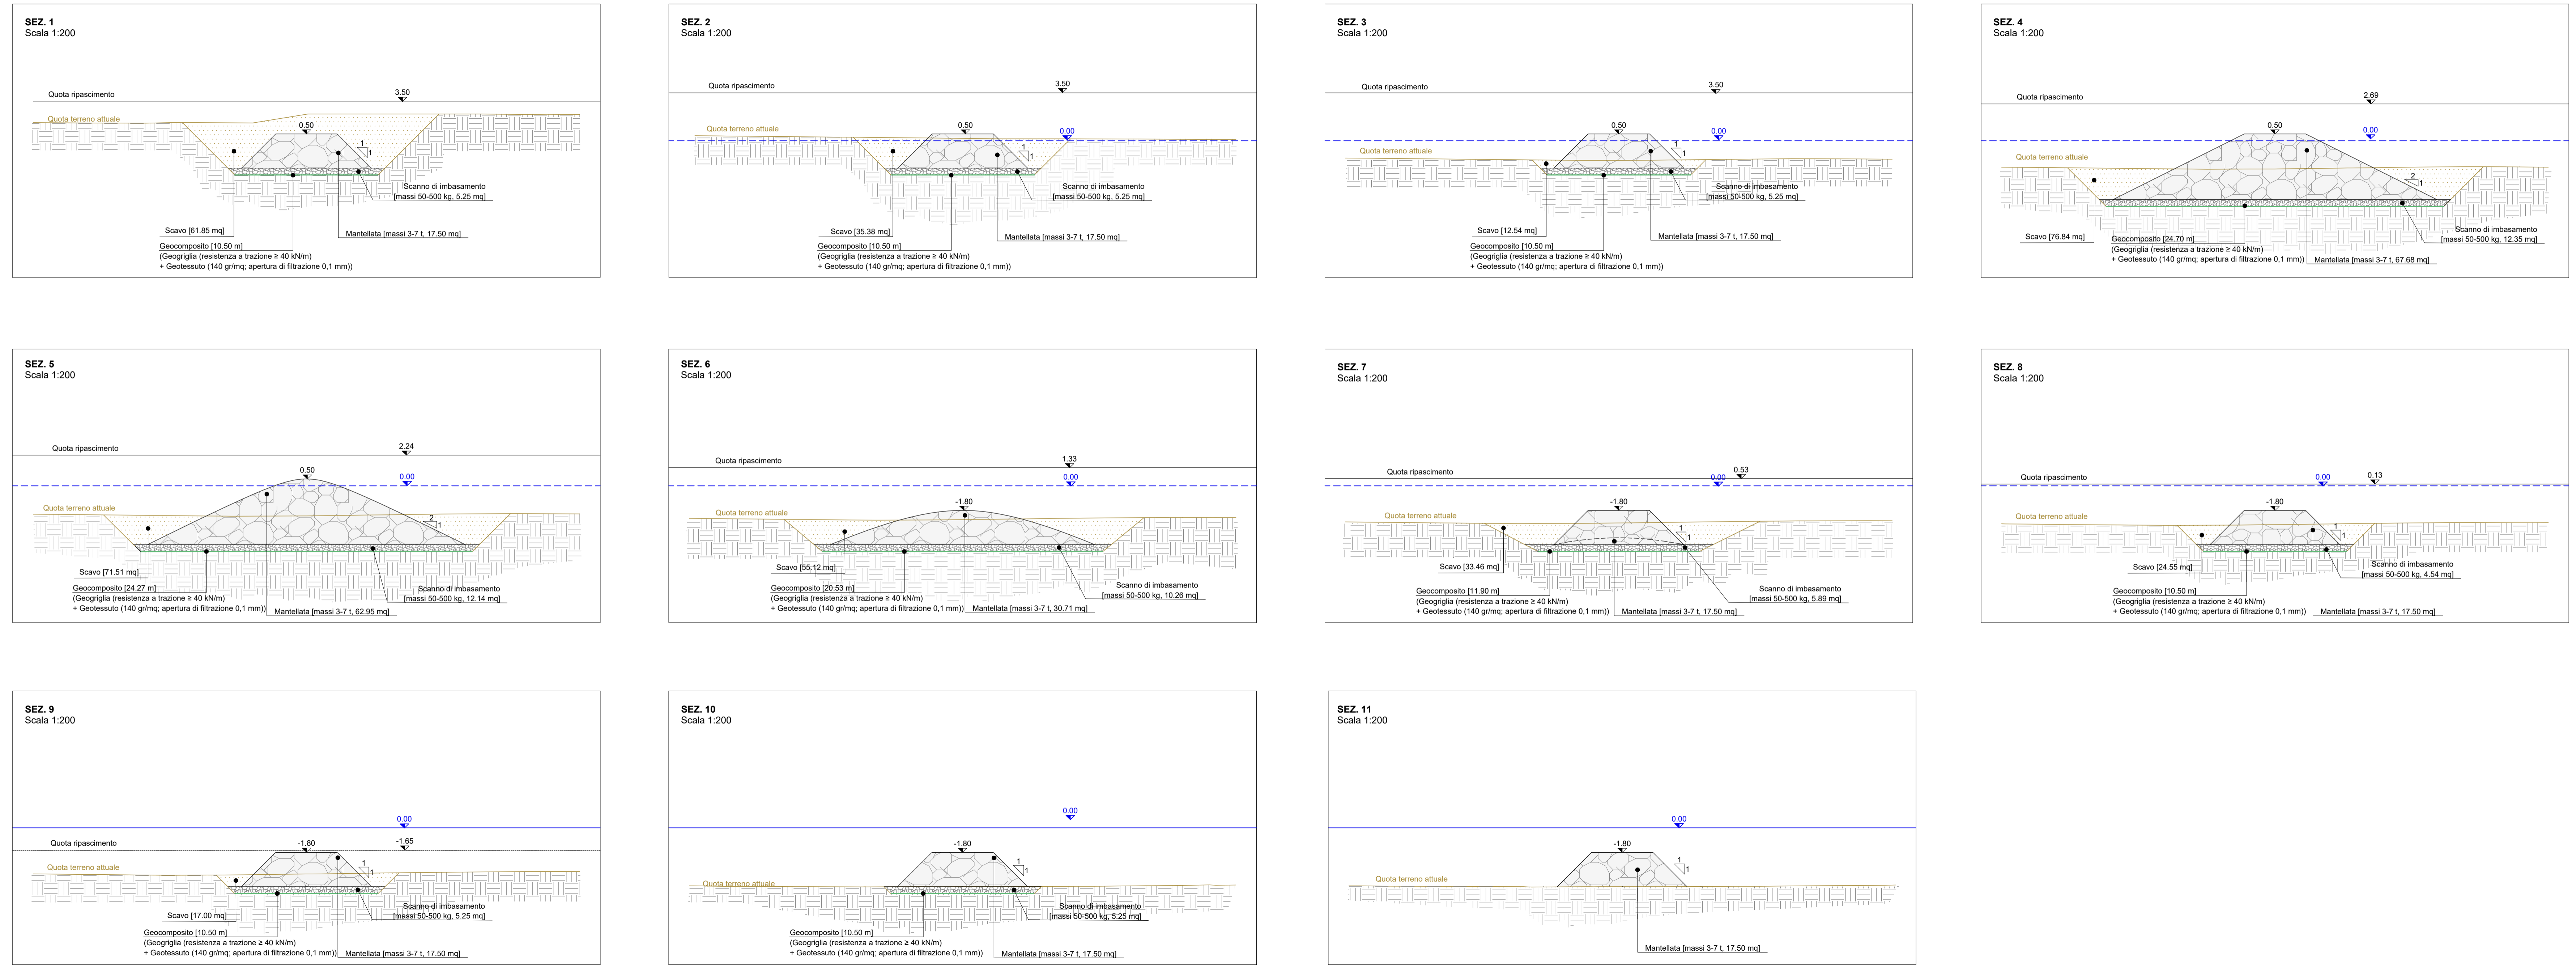 SEZ. 1
Scala 1:200
Quota ripascimento
3.50
Quota terreno attuale
0.50
1
1
Scanno di imbasamento
[massi 50-500 kg, 5.25 mq]
Scavo [61.85 mq]
Mantellata [massi 3-7 t, 17.50 mq]
Geocomposito [10.50 m]
(Geogriglia (resistenza a trazione ≥ 40 kN/m)
+ Geotessuto (140 gr/mq; apertura di filtrazione 0,1 mm))
SEZ. 2
Scala 1:200
Quota ripascimento
3.50
Quota terreno attuale
0.50
0.00
1
1
Scanno di imbasamento
[massi 50-500 kg, 5.25 mq]
Scavo [35.38 mq]
Mantellata [massi 3-7 t, 17.50 mq]
Geocomposito [10.50 m]
(Geogriglia (resistenza a trazione ≥ 40 kN/m)
+ Geotessuto (140 gr/mq; apertura di filtrazione 0,1 mm))
SEZ. 3
Scala 1:200
Quota ripascimento
3.50
0.50
0.00
Quota terreno attuale
1
1
Scanno di imbasamento
[massi 50-500 kg, 5.25 mq]
Scavo [12.54 mq]
Mantellata [massi 3-7 t, 17.50 mq]
Geocomposito [10.50 m]
(Geogriglia (resistenza a trazione ≥ 40 kN/m)
+ Geotessuto (140 gr/mq; apertura di filtrazione 0,1 mm))
SEZ. 4
Scala 1:200
Quota ripascimento
2.69
0.50
0.00
Quota terreno attuale
2
1
Scanno di imbasamento
[massi 50-500 kg, 12.35 mq]
Scavo [76.84 mq]
Geocomposito [24.70 m]
(Geogriglia (resistenza a trazione ≥ 40 kN/m)
+ Geotessuto (140 gr/mq; apertura di filtrazione 0,1 mm))
Mantellata [massi 3-7 t, 67.68 mq]
SEZ. 5
Scala 1:200
Quota ripascimento
2.24
0.50
0.00
Quota terreno attuale
2
1
Scavo [71.51 mq]
Geocomposito [24.27 m]
(Geogriglia (resistenza a trazione ≥ 40 kN/m)
+ Geotessuto (140 gr/mq; apertura di filtrazione 0,1 mm))
Scanno di imbasamento
[massi 50-500 kg, 12.14 mq]
Mantellata [massi 3-7 t, 62.95 mq]
SEZ. 6
Scala 1:200
Quota ripascimento
1.33
0.00
-1.80
Quota terreno attuale
Scavo [55.12 mq]
Geocomposito [20.53 m]
(Geogriglia (resistenza a trazione ≥ 40 kN/m)
+ Geotessuto (140 gr/mq; apertura di filtrazione 0,1 mm))
Scanno di imbasamento
[massi 50-500 kg, 10.26 mq]
Mantellata [massi 3-7 t, 30.71 mq]
SEZ. 7
Scala 1:200
Quota ripascimento
0.53
0.00
-1.80
Quota terreno attuale
1
1
Scavo [33.46 mq]
Geocomposito [11.90 m]
(Geogriglia (resistenza a trazione ≥ 40 kN/m)
+ Geotessuto (140 gr/mq; apertura di filtrazione 0,1 mm))
Scanno di imbasamento
[massi 50-500 kg, 5.89 mq]
Mantellata [massi 3-7 t, 17.50 mq]
SEZ. 8
Scala 1:200
Quota ripascimento
0.00
0.13
-1.80
Quota terreno attuale
1
1
Scavo [24.55 mq]
Scanno di imbasamento
[massi 50-500 kg, 4.54 mq]
Geocomposito [10.50 m]
(Geogriglia (resistenza a trazione ≥ 40 kN/m)
+ Geotessuto (140 gr/mq; apertura di filtrazione 0,1 mm))
Mantellata [massi 3-7 t, 17.50 mq]
SEZ. 9
Scala 1:200
0.00
Quota ripascimento
-1.80
-1.65
Quota terreno attuale
1
1
Scanno di imbasamento
[massi 50-500 kg, 5.25 mq]
Scavo [17.00 mq]
Geocomposito [10.50 m]
(Geogriglia (resistenza a trazione ≥ 40 kN/m)
+ Geotessuto (140 gr/mq; apertura di filtrazione 0,1 mm))
Mantellata [massi 3-7 t, 17.50 mq]
SEZ. 10
Scala 1:200
0.00
-1.80
1
1
Quota terreno attuale
Scanno di imbasamento
[massi 50-500 kg, 5.25 mq]
Geocomposito [10.50 m]
(Geogriglia (resistenza a trazione ≥ 40 kN/m)
+ Geotessuto (140 gr/mq; apertura di filtrazione 0,1 mm))
Mantellata [massi 3-7 t, 17.50 mq]
SEZ. 11
Scala 1:200
0.00
-1.80
1
1
Quota terreno attuale
Mantellata [massi 3-7 t, 17.50 mq]